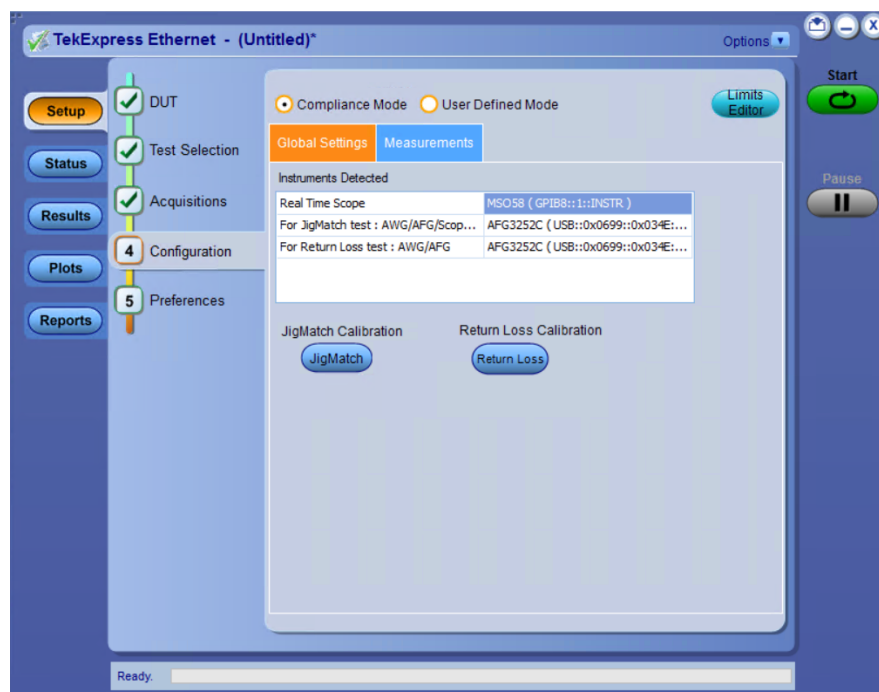 TekExpress Ethernet - (Untitled)*
Options
Start
Pause
Setup
Status
Results
Plots
Reports
DUT
Test Selection
Acquisitions
4 Configuration
5 Preferences
Compliance Mode
User Defined Mode
Limits
Editor
Global Settings
Measurements
Instruments Detected
Real Time Scope MSO58 ( GPIB8::1::INSTR )
For JigMatch test : AWG/AFG/Scop... AFG3252C ( USB::0x0699::0x034E:...
For Return Loss test : AWG/AFG AFG3252C ( USB::0x0699::0x034E:...
JigMatch Calibration
Return Loss Calibration
JigMatch
Return Loss
Ready.